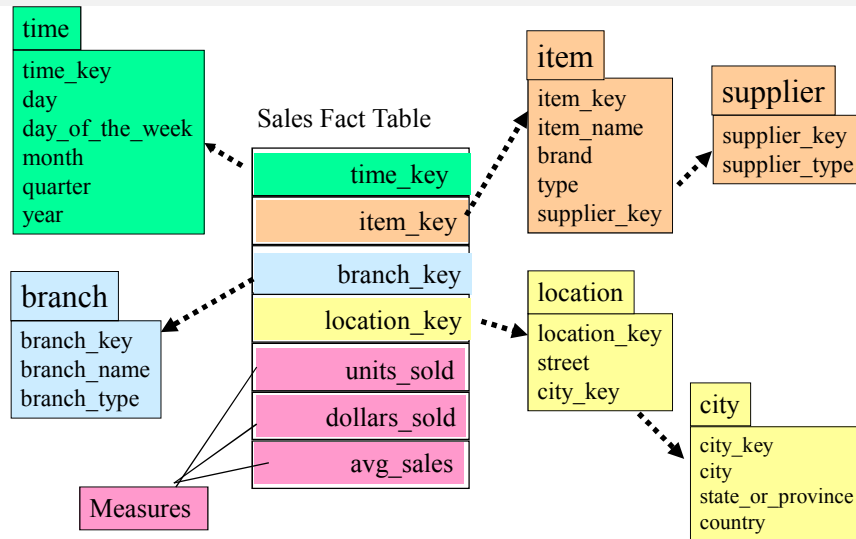 time
time_key
day
day_of_the_week
month
quarter
year
Sales Fact Table
time_key
item_key
branch_key
location_key
units_sold
dollars_sold
avg_sales
Measures
branch
branch_key
branch_name
branch_type
item
item_key
item_name
brand
type
supplier_key
supplier
supplier_key
supplier_type
location
location_key
street
city_key
city
city_key
city
state_or_province
country